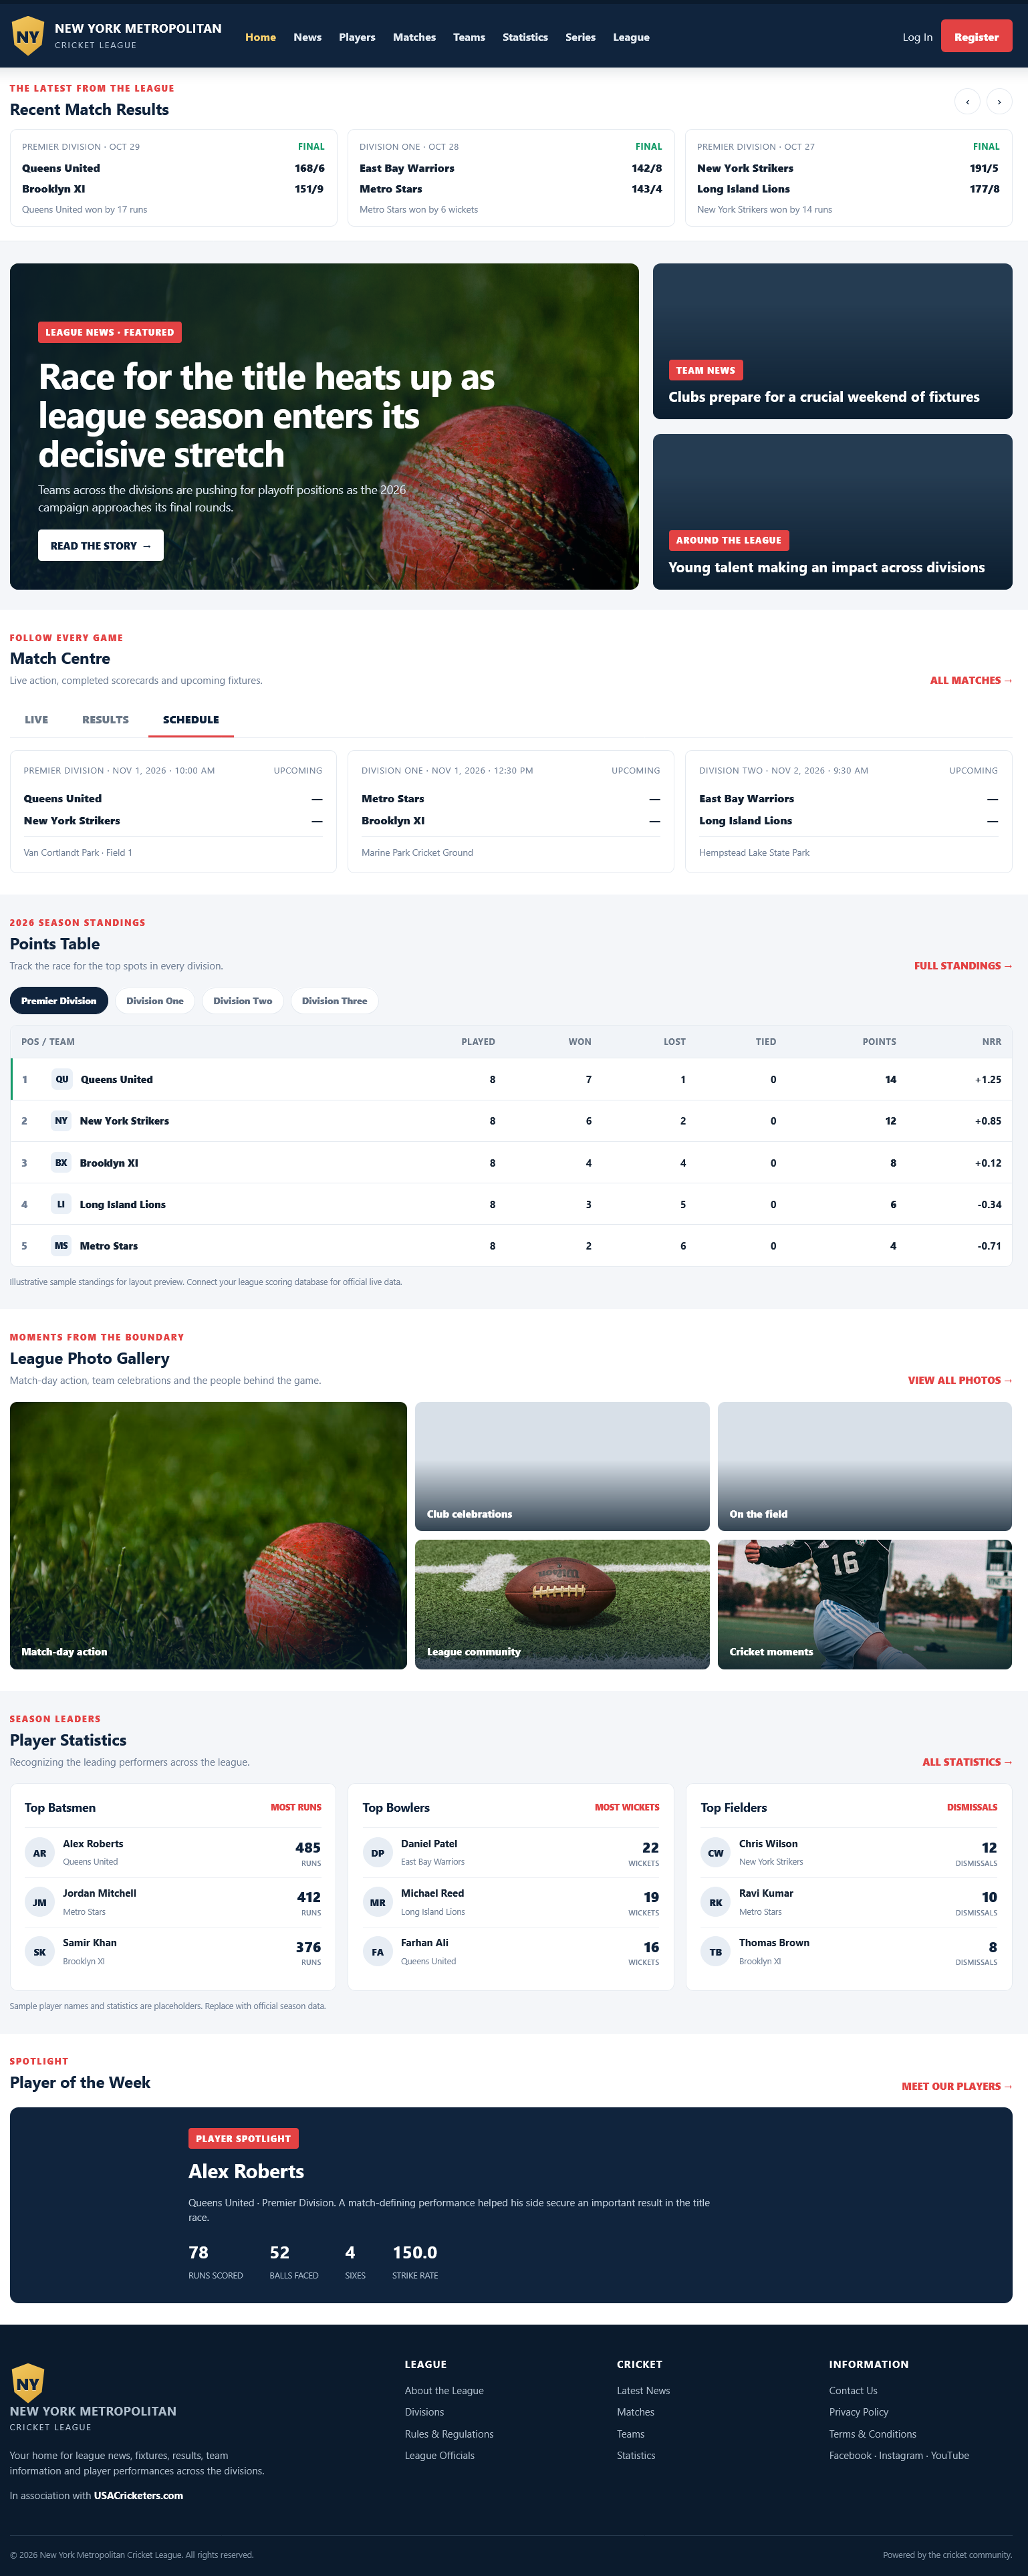 NY
NEW YORK METROPOLITAN
CRICKET LEAGUE
Home News Players Matches Teams Statistics Series League
Log In Register
THE LATEST FROM THE LEAGUE
Recent Match Results
‹ ›
PREMIER DIVISION · OCT 29 FINAL
Queens United 168/6
Brooklyn XI 151/9
Queens United won by 17 runs
DIVISION ONE · OCT 28 FINAL
East Bay Warriors 142/8
Metro Stars 143/4
Metro Stars won by 6 wickets
PREMIER DIVISION · OCT 27 FINAL
New York Strikers 191/5
Long Island Lions 177/8
New York Strikers won by 14 runs
LEAGUE NEWS · FEATURED
Race for the title heats up as
league season enters its
decisive stretch
Teams across the divisions are pushing for playoff positions as the 2026
campaign approaches its final rounds.
READ THE STORY →
TEAM NEWS
Clubs prepare for a crucial weekend of fixtures
AROUND THE LEAGUE
Young talent making an impact across divisions
FOLLOW EVERY GAME
Match Centre
Live action, completed scorecards and upcoming fixtures.
ALL MATCHES →
LIVE RESULTS SCHEDULE
PREMIER DIVISION · NOV 1, 2026 · 10:00 AM UPCOMING
Queens United —
New York Strikers —
Van Cortlandt Park · Field 1
DIVISION ONE · NOV 1, 2026 · 12:30 PM UPCOMING
Metro Stars —
Brooklyn XI —
Marine Park Cricket Ground
DIVISION TWO · NOV 2, 2026 · 9:30 AM UPCOMING
East Bay Warriors —
Long Island Lions —
Hempstead Lake State Park
2026 SEASON STANDINGS
Points Table
Track the race for the top spots in every division.
FULL STANDINGS →
Premier Division Division One Division Two Division Three
POS / TEAM PLAYED WON LOST TIED POINTS NRR
1 QU Queens United 8 7 1 0 14 +1.25
2 NY New York Strikers 8 6 2 0 12 +0.85
3 BX Brooklyn XI 8 4 4 0 8 +0.12
4 LI Long Island Lions 8 3 5 0 6 -0.34
5 MS Metro Stars 8 2 6 0 4 -0.71
Illustrative sample standings for layout preview. Connect your league scoring database for official live data.
MOMENTS FROM THE BOUNDARY
League Photo Gallery
Match-day action, team celebrations and the people behind the game.
VIEW ALL PHOTOS →
Match-day action
Club celebrations
On the field
Wilson
League community
16
Cricket moments
SEASON LEADERS
Player Statistics
Recognizing the leading performers across the league.
ALL STATISTICS →
Top Batsmen MOST RUNS
AR Alex Roberts 485
Queens United RUNS
JM Jordan Mitchell 412
Metro Stars RUNS
SK Samir Khan 376
Brooklyn XI RUNS
Top Bowlers MOST WICKETS
DP Daniel Patel 22
East Bay Warriors WICKETS
MR Michael Reed 19
Long Island Lions WICKETS
FA Farhan Ali 16
Queens United WICKETS
Top Fielders DISMISSALS
CW Chris Wilson 12
New York Strikers DISMISSALS
RK Ravi Kumar 10
Metro Stars DISMISSALS
TB Thomas Brown 8
Brooklyn XI DISMISSALS
Sample player names and statistics are placeholders. Replace with official season data.
SPOTLIGHT
Player of the Week
MEET OUR PLAYERS →
PLAYER SPOTLIGHT
Alex Roberts
Queens United · Premier Division. A match-defining performance helped his side secure an important result in the title
race.
78 52 4 150.0
RUNS SCORED BALLS FACED SIXES STRIKE RATE
NY
NEW YORK METROPOLITAN
CRICKET LEAGUE
Your home for league news, fixtures, results, team
information and player performances across the divisions.
In association with USACricketers.com
LEAGUE
About the League
Divisions
Rules & Regulations
League Officials
CRICKET
Latest News
Matches
Teams
Statistics
INFORMATION
Contact Us
Privacy Policy
Terms & Conditions
Facebook · Instagram · YouTube
© 2026 New York Metropolitan Cricket League. All rights reserved.
Powered by the cricket community.